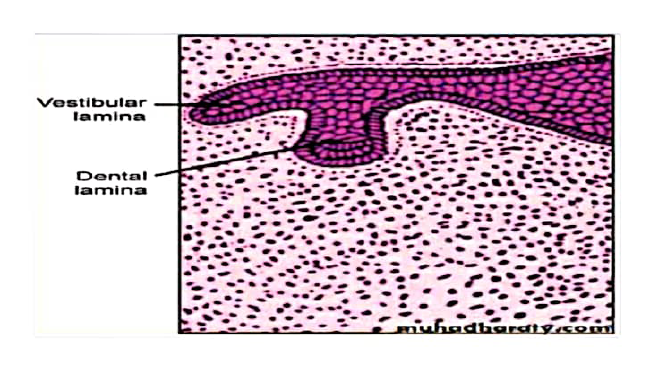 Vestibular
lamina
Dental
lamina
muhadharaty.com